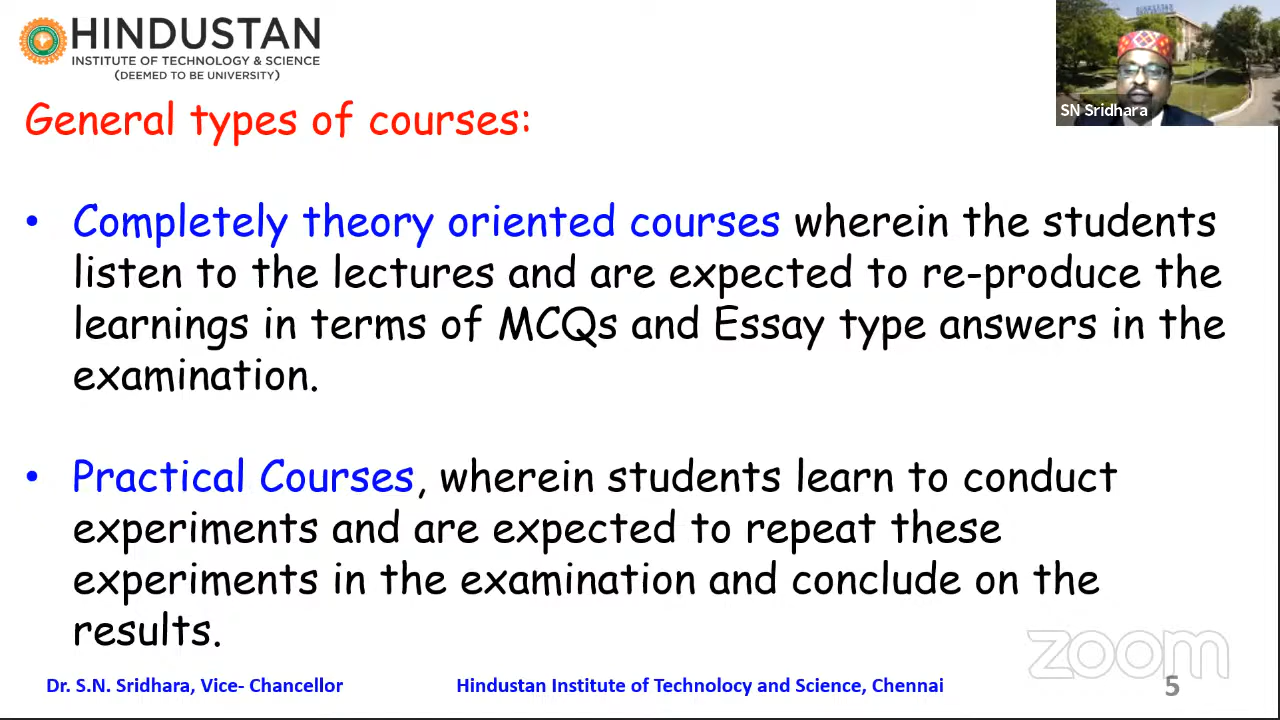 HINDUSTAN
INSTITUTE OF TECHNOLOGY & SCIENCE
(DEEMED TO BE UNIVERSITY)
SN Sridhara
General types of courses:
• Completely theory oriented courses wherein the students
listen to the lectures and are expected to re-produce the
learnings in terms of MCQs and Essay type answers in the
examination.
• Practical Courses, wherein students learn to conduct
experiments and are expected to repeat these
experiments in the examination and conclude on the
results.
zoom
Dr. S.N. Sridhara, Vice- Chancellor
Hindustan Institute of Technology and Science, Chennai
5